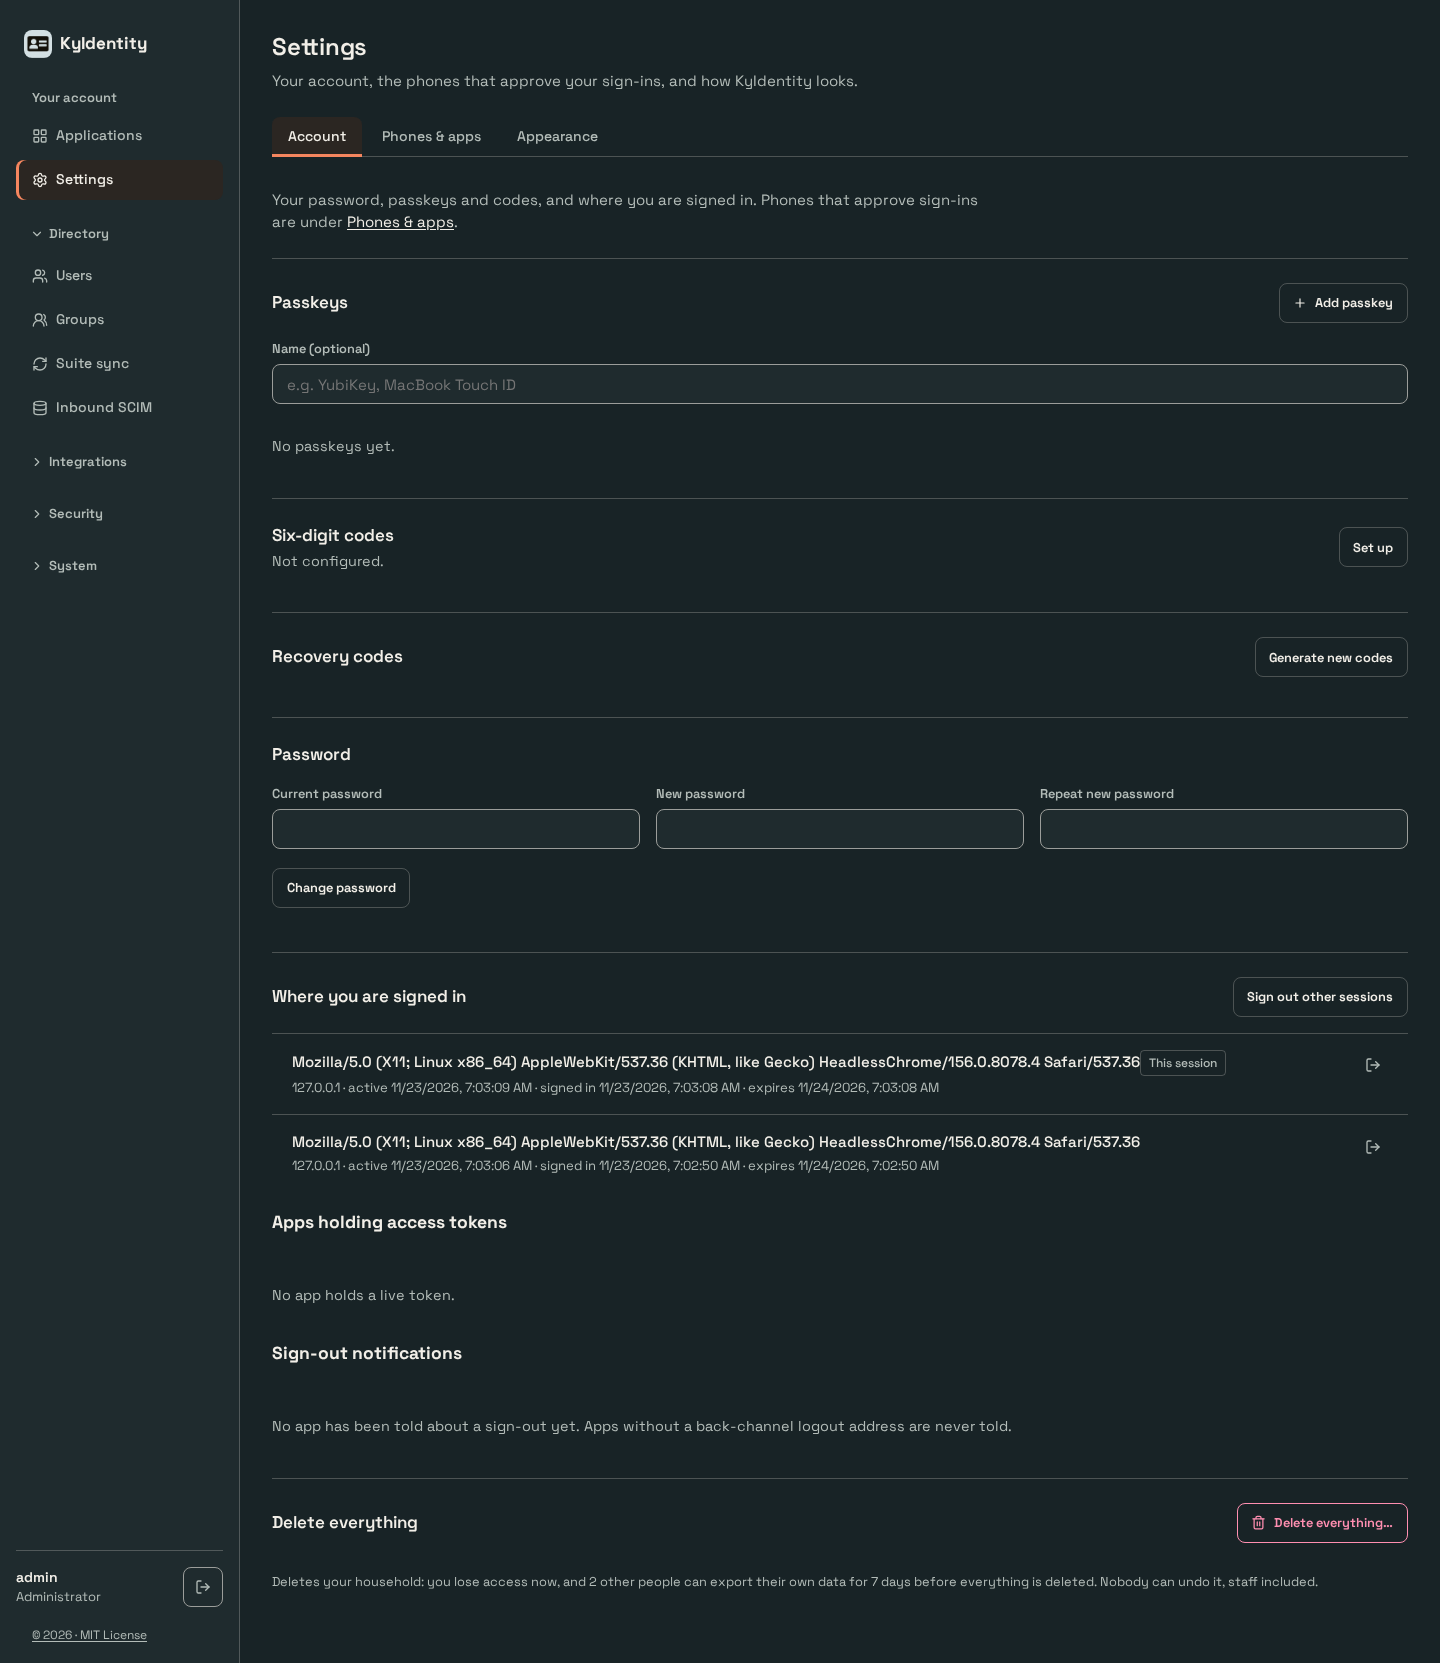 KyIdentity
Your account
Applications
Settings
Directory
Users
Groups
Suite sync
Inbound SCIM
Integrations
Security
System
admin
Administrator
© 2026 · MIT License
Settings
Your account, the phones that approve your sign-ins, and how KyIdentity looks.
Account
Phones & apps
Appearance
Your password, passkeys and codes, and where you are signed in. Phones that approve sign-ins
are under Phones & apps.
Passkeys
Add passkey
Name (optional)
e.g. YubiKey, MacBook Touch ID
No passkeys yet.
Six-digit codes
Not configured.
Set up
Recovery codes
Generate new codes
Password
Current password
New password
Repeat new password
Change password
Where you are signed in
Sign out other sessions
Mozilla/5.0 (X11; Linux x86_64) AppleWebKit/537.36 (KHTML, like Gecko) HeadlessChrome/156.0.8078.4 Safari/537.36 This session
127.0.0.1 · active 11/23/2026, 7:03:09 AM · signed in 11/23/2026, 7:03:08 AM · expires 11/24/2026, 7:03:08 AM
Mozilla/5.0 (X11; Linux x86_64) AppleWebKit/537.36 (KHTML, like Gecko) HeadlessChrome/156.0.8078.4 Safari/537.36
127.0.0.1 · active 11/23/2026, 7:03:06 AM · signed in 11/23/2026, 7:02:50 AM · expires 11/24/2026, 7:02:50 AM
Apps holding access tokens
No app holds a live token.
Sign-out notifications
No app has been told about a sign-out yet. Apps without a back-channel logout address are never told.
Delete everything
Delete everything…
Deletes your household: you lose access now, and 2 other people can export their own data for 7 days before everything is deleted. Nobody can undo it, staff included.